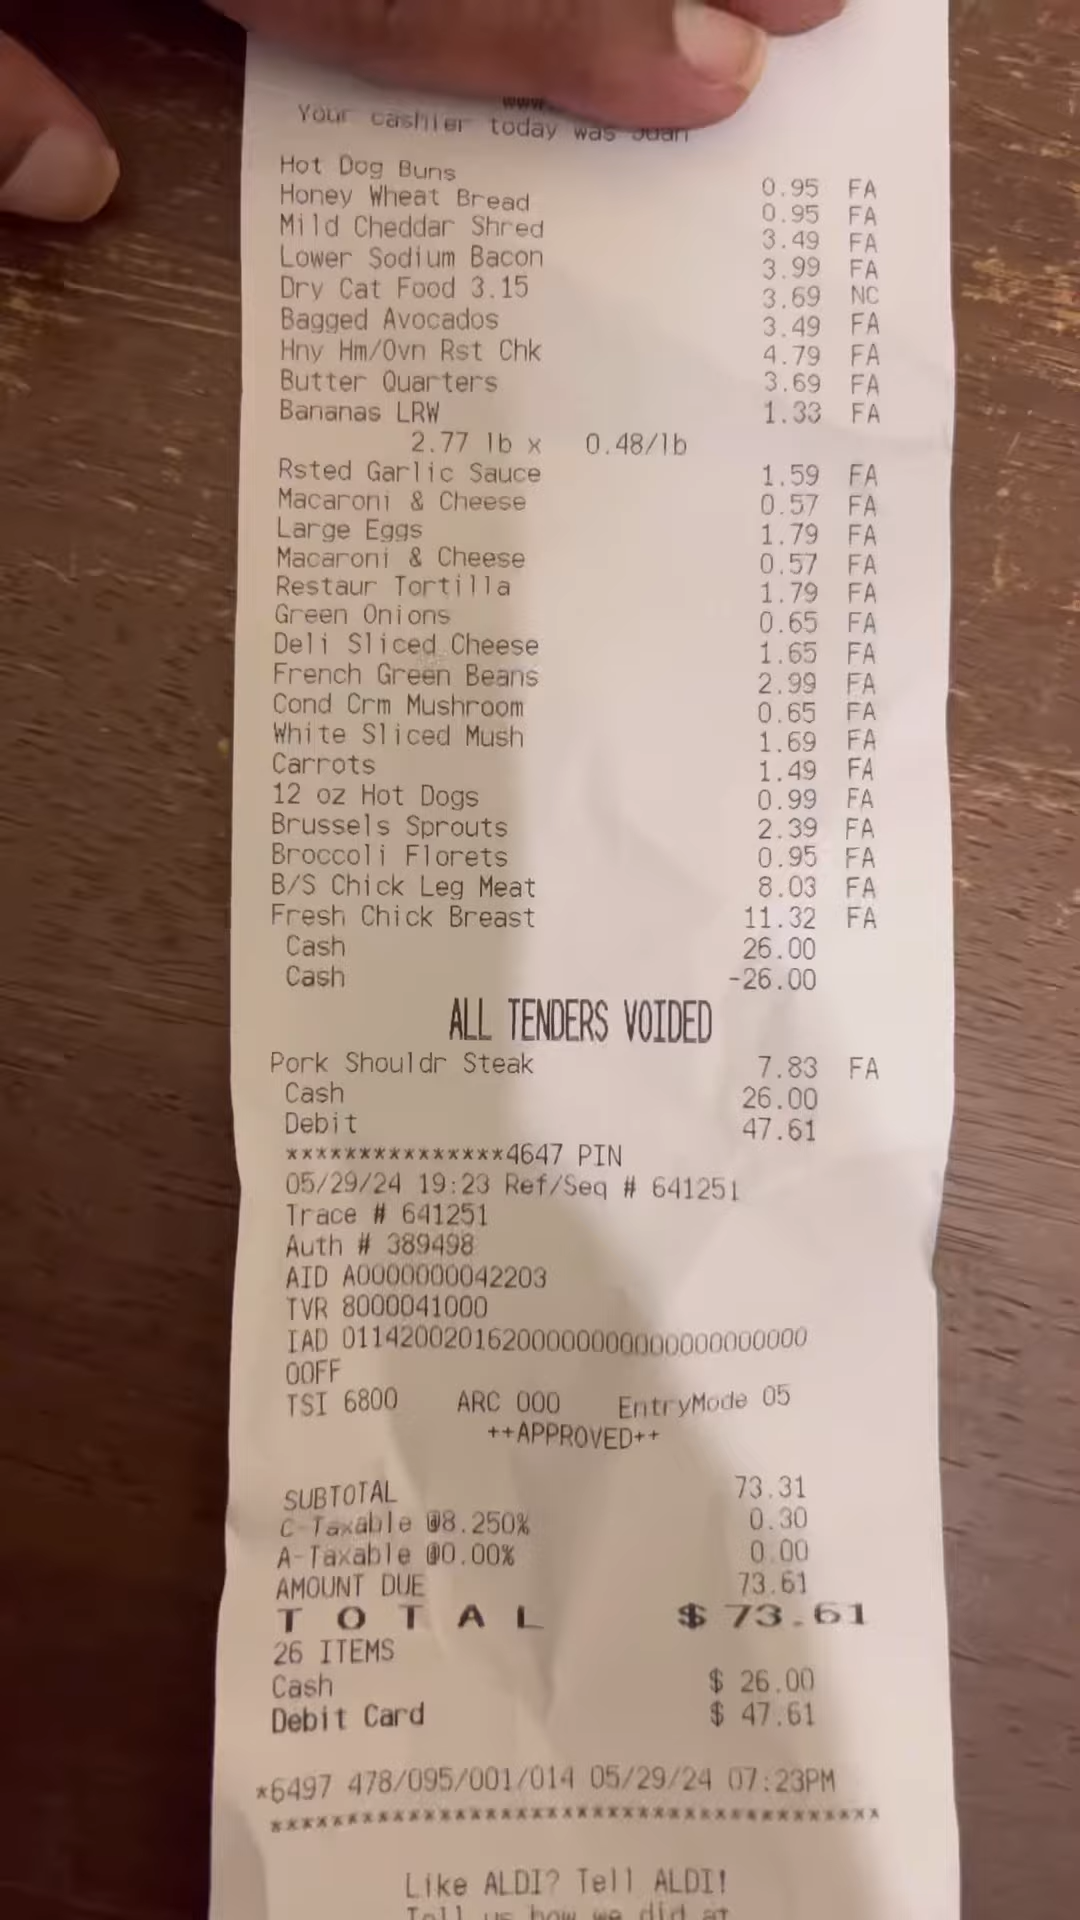 www.
Your cashier today was Juan
Hot Dog Buns 0.95 FA
Honey Wheat Bread 0.95 FA
Mild Cheddar Shred 3.49 FA
Lower Sodium Bacon 3.99 FA
Dry Cat Food 3.15 3.69 NC
Bagged Avocados 3.49 FA
Hny Hm/Ovn Rst Chk 4.79 FA
Butter Quarters 3.69 FA
Bananas LRW 1.33 FA
2.77 lb x 0.48/lb
Rsted Garlic Sauce 1.59 FA
Macaroni & Cheese 0.57 FA
Large Eggs 1.79 FA
Macaroni & Cheese 0.57 FA
Restaur Tortilla 1.79 FA
Green Onions 0.65 FA
Deli Sliced Cheese 1.65 FA
French Green Beans 2.99 FA
Cond Crm Mushroom 0.65 FA
White Sliced Mush 1.69 FA
Carrots 1.49 FA
12 oz Hot Dogs 0.99 FA
Brussels Sprouts 2.39 FA
Broccoli Florets 0.95 FA
B/S Chick Leg Meat 8.03 FA
Fresh Chick Breast 11.32 FA
Cash 26.00
Cash -26.00
ALL TENDERS VOIDED
Pork Shouldr Steak 7.83 FA
Cash 26.00
Debit 47.61
***************4647 PIN
05/29/24 19:23 Ref/Seq # 641251
Trace # 641251
Auth # 389498
AID A0000000042203
TVR 8000041000
IAD 01142002016200000000000000000000
00FF
TSI 6800 ARC 000 EntryMode 05
++APPROVED++
SUBTOTAL 73.31
C-Taxable @8.250% 0.30
A-Taxable @0.00% 0.00
AMOUNT DUE 73.61
TOTAL $ 73.61
26 ITEMS
Cash $ 26.00
Debit Card $ 47.61
*6497 478/095/001/014 05/29/24 07:23PM
****************************************
Like ALDI? Tell ALDI!
Tell us how we did at